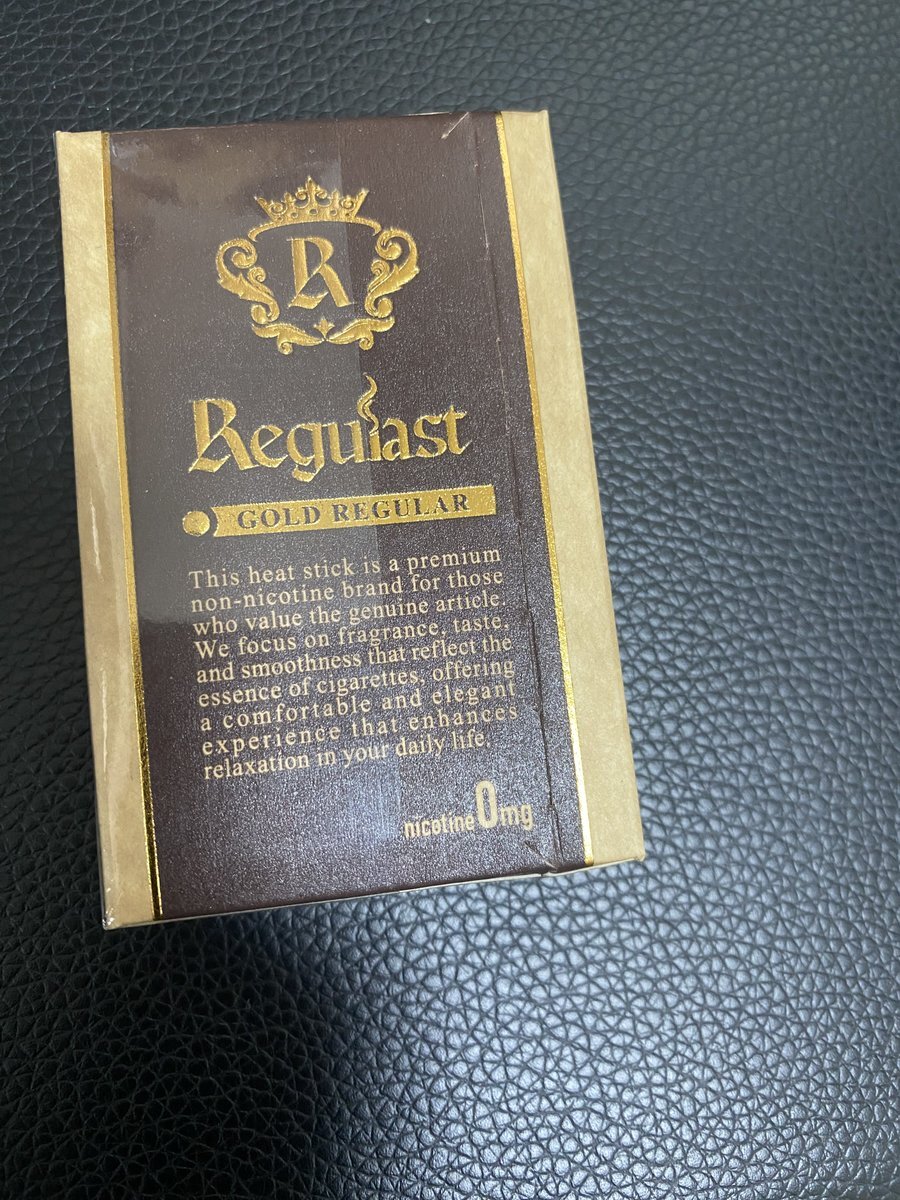 R
Regulast
GOLD REGULAR
This heat stick is a premium
non-nicotine brand for those
who value the genuine article.
We focus on fragrance, taste,
and smoothness that reflect the
essence of cigarettes, offering
a comfortable and elegant
experience that enhances
relaxation in your daily life.
nicotine 0mg